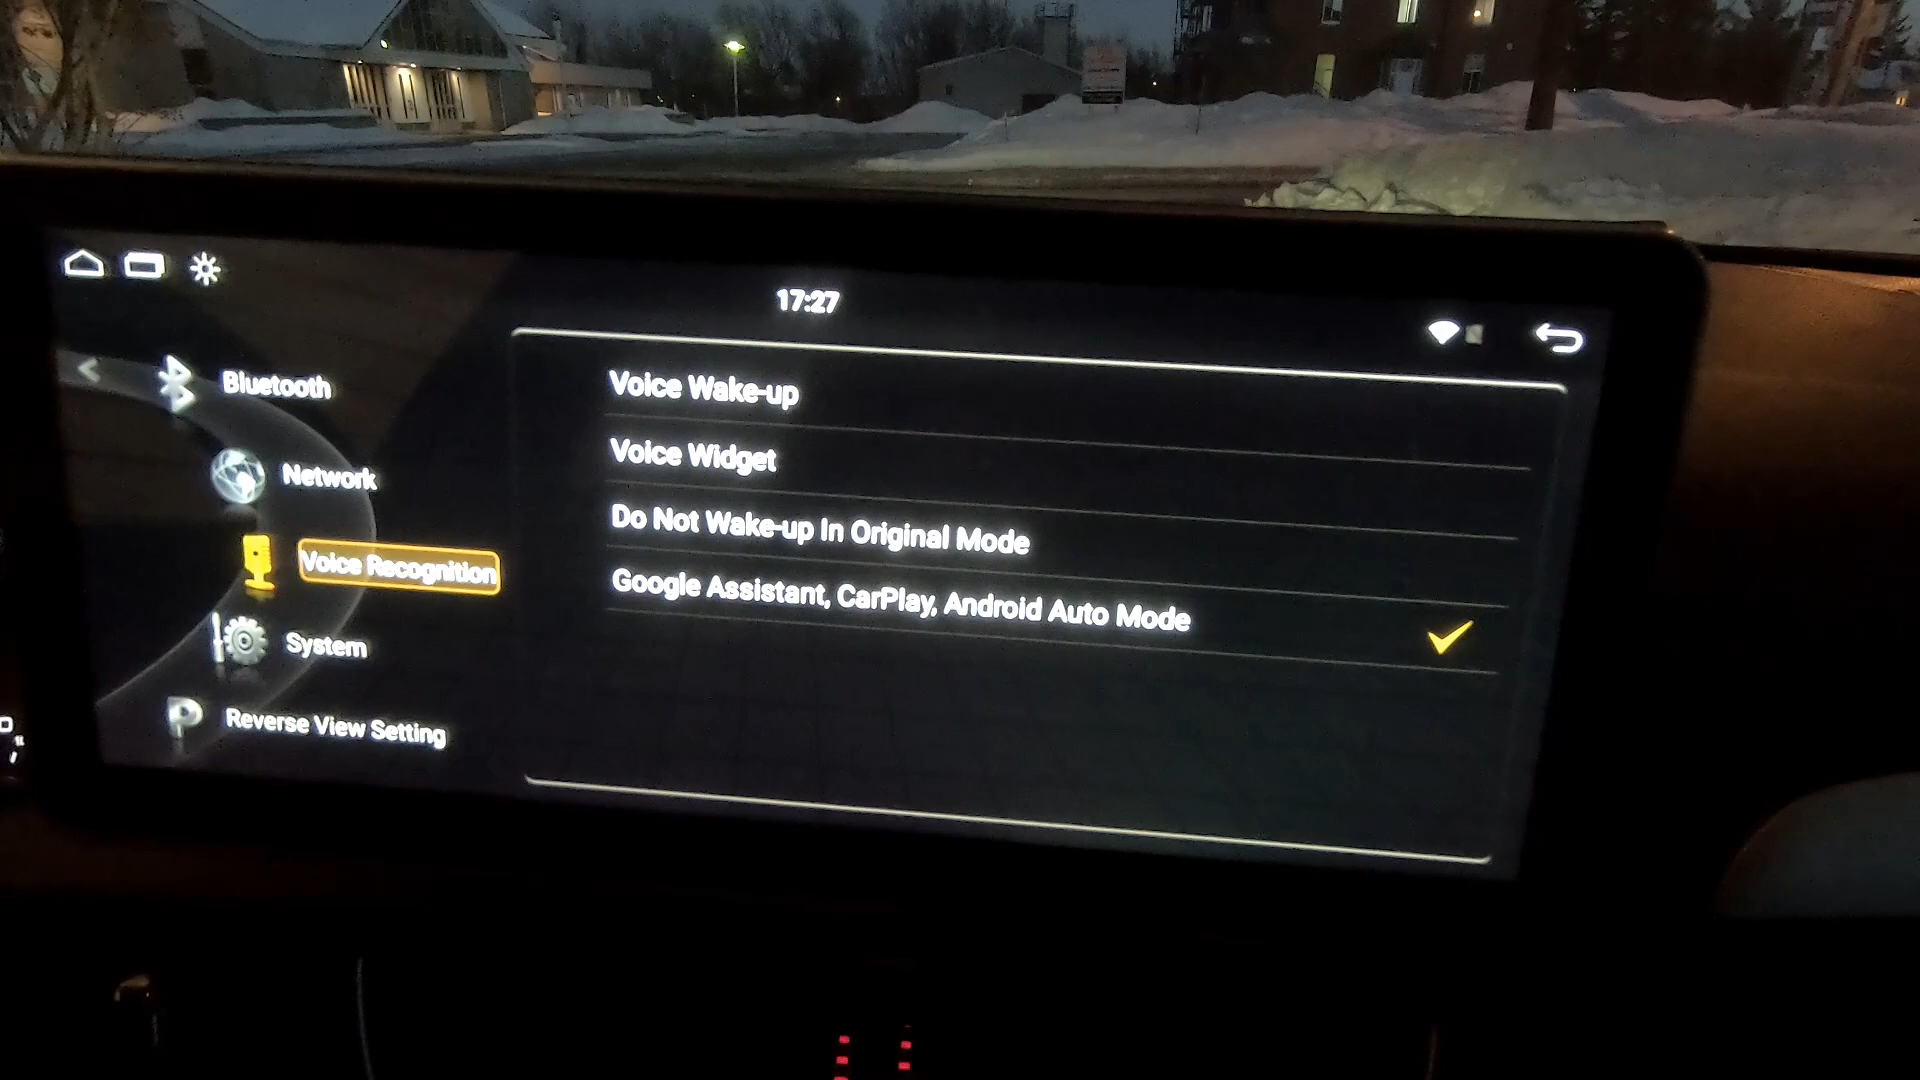 17:27
Bluetooth
Network
Voice Recognition
System
Reverse View Setting
Voice Wake-up
Voice Widget
Do Not Wake-up In Original Mode
Google Assistant, CarPlay, Android Auto Mode